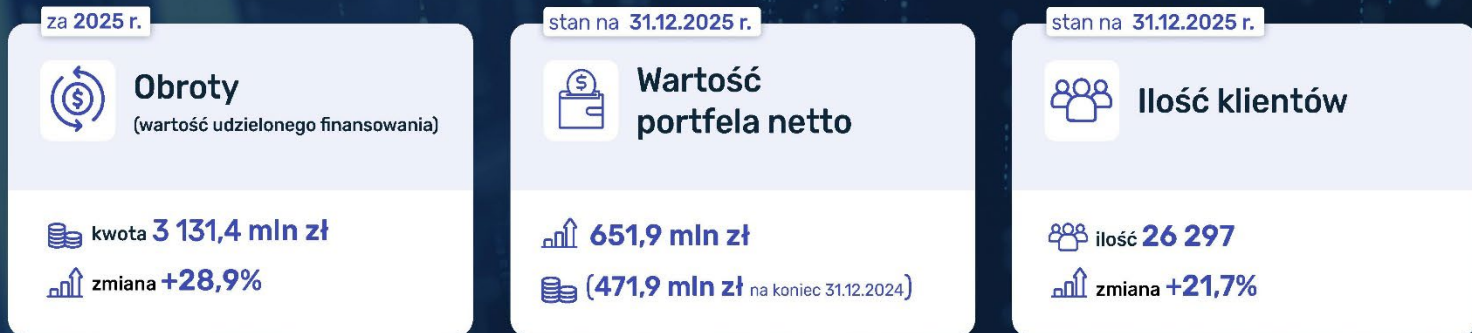 za 2025 r.
Obroty
(wartość udzielonego finansowania)
kwota 3 131,4 mln zł
zmiana +28,9%
stan na 31.12.2025 r.
Wartość
portfela netto
651,9 mln zł
(471,9 mln zł na koniec 31.12.2024)
stan na 31.12.2025 r.
Ilość klientów
ilość 26 297
zmiana +21,7%